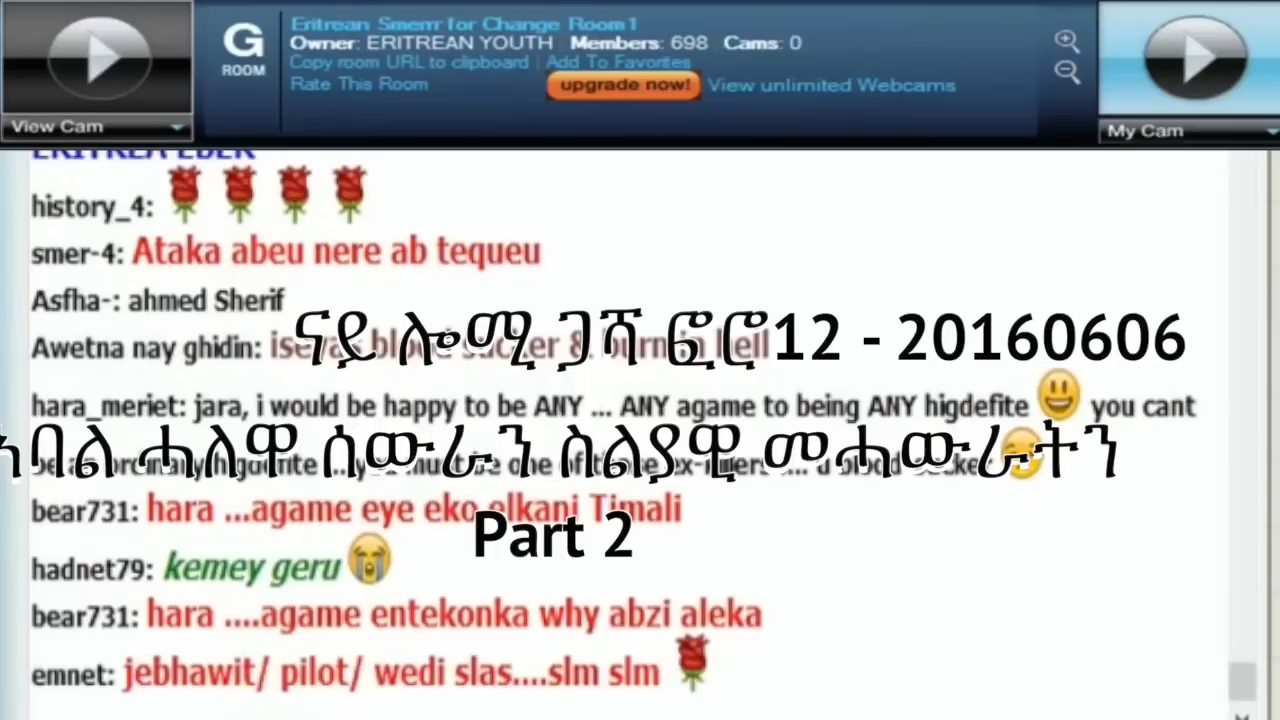 Eritrean Smerrr for Change Room1
G
ROOM
Owner: ERITREAN YOUTH Members: 698 Cams: 0
Copy room URL to clipboard | Add To Favorites
Rate This Room
upgrade now! View unlimited Webcams
View Cam
My Cam
history_4:
smer-4: Ataka abeu nere ab tequeu
Asfha-: ahmed Sherif
ናይ ሎሚ ጋሻ ፎሮ12 - 20160606
Awetna nay ghidin:
hara_meriet: jara, i would be happy to be ANY ... ANY agame to being ANY higdefite you cant
ኣባል ሓለዋ ሰውራን ስልያዊ መሓውራትን
bear731: hara ...agame eye eko elkani Timali
Part 2
hadnet79: kemey geru
bear731: hara ....agame entekonka why abzi aleka
emnet: jebhawit/ pilot/ wedi slas....slm slm